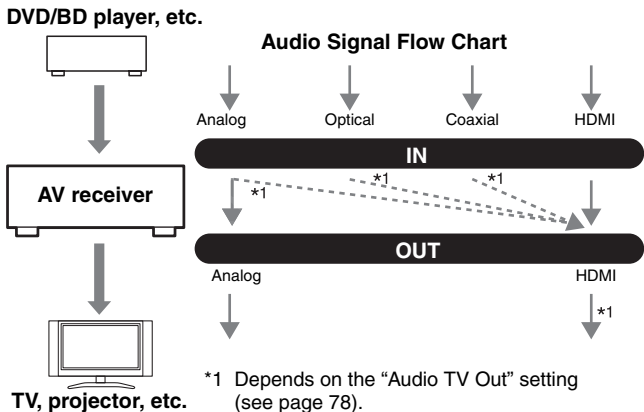 DVD/BD player, etc.
Audio Signal Flow Chart
Analog Optical Coaxial HDMI
IN
AV receiver
*1 *1 *1
OUT
Analog HDMI
*1
TV, projector, etc.
*1 Depends on the “Audio TV Out” setting
(see page 78).